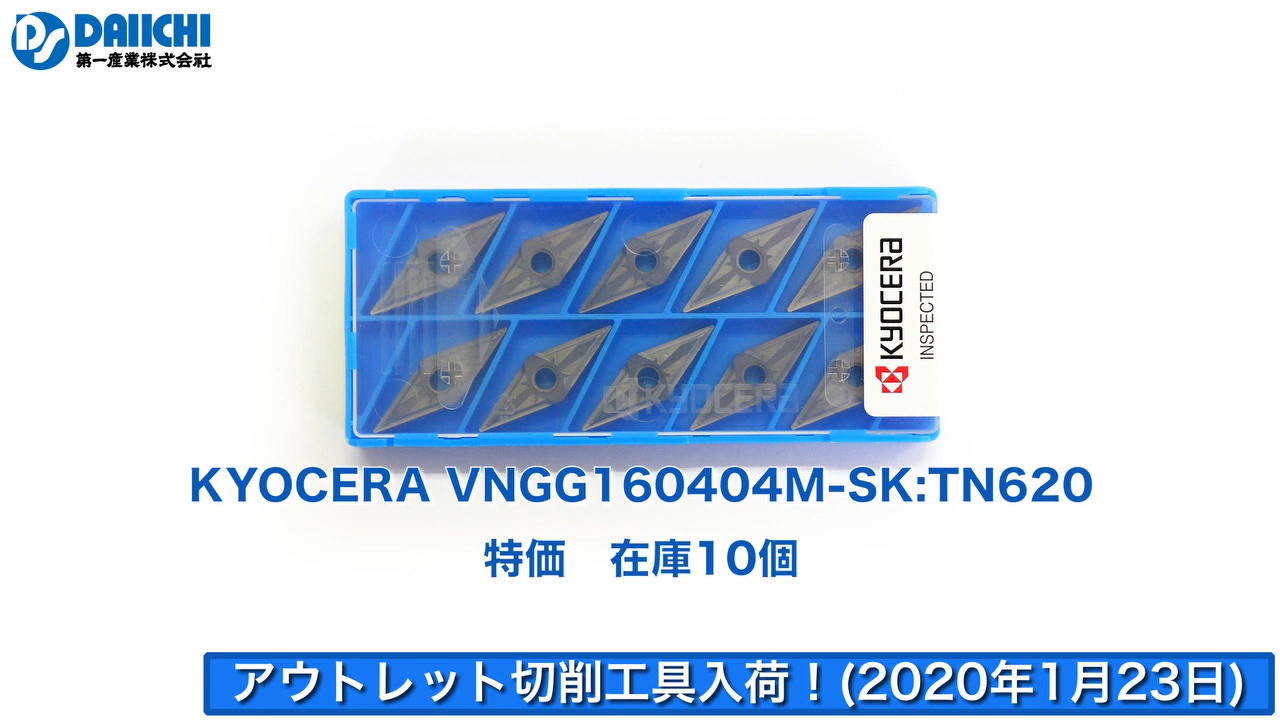 DS DAIICHI
第一産業株式会社
KYOCERA
INSPECTED
KYOCERA
KYOCERA VNGG160404M-SK:TN620
特価　在庫10個
アウトレット切削工具入荷！(2020年1月23日)